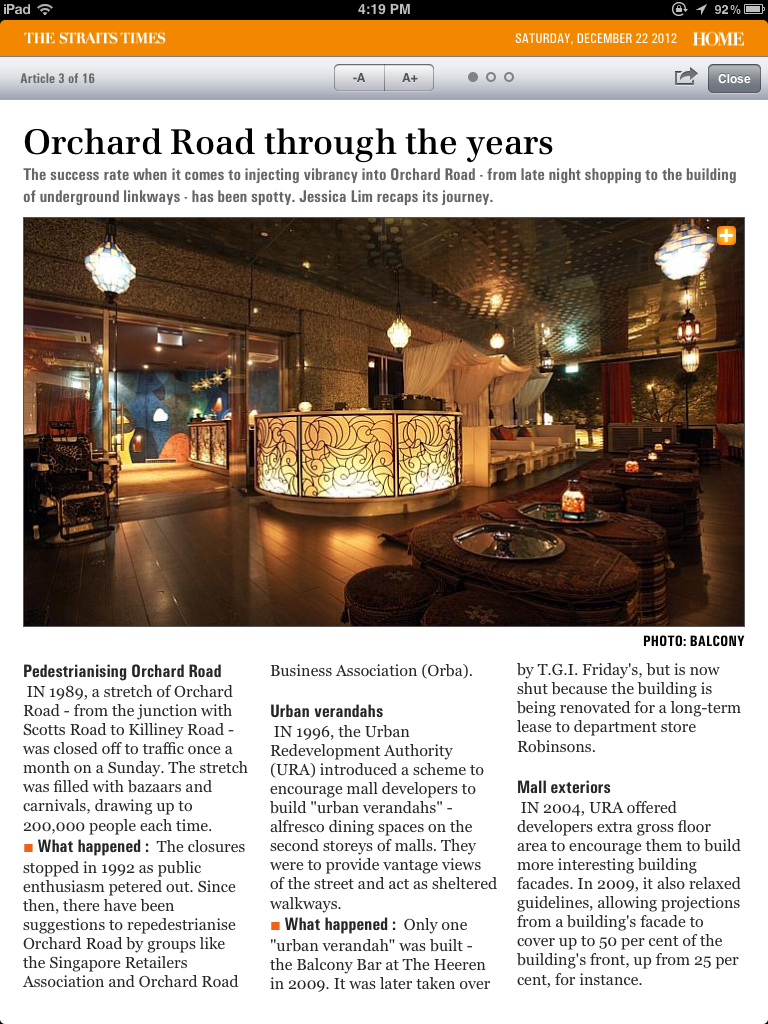 iPad 4:19 PM 92%
THE STRAITS TIMES SATURDAY, DECEMBER 22 2012 HOME
Article 3 of 16 -A A+ Close
Orchard Road through the years
The success rate when it comes to injecting vibrancy into Orchard Road - from late night shopping to the building
of underground linkways - has been spotty. Jessica Lim recaps its journey.
PHOTO: BALCONY
Pedestrianising Orchard Road
IN 1989, a stretch of Orchard
Road - from the junction with
Scotts Road to Killiney Road -
was closed off to traffic once a
month on a Sunday. The stretch
was filled with bazaars and
carnivals, drawing up to
200,000 people each time.
■ What happened : The closures
stopped in 1992 as public
enthusiasm petered out. Since
then, there have been
suggestions to repedestrianise
Orchard Road by groups like
the Singapore Retailers
Association and Orchard Road
Business Association (Orba).
Urban verandahs
IN 1996, the Urban
Redevelopment Authority
(URA) introduced a scheme to
encourage mall developers to
build "urban verandahs" -
alfresco dining spaces on the
second storeys of malls. They
were to provide vantage views
of the street and act as sheltered
walkways.
■ What happened : Only one
"urban verandah" was built -
the Balcony Bar at The Heeren
in 2009. It was later taken over
by T.G.I. Friday's, but is now
shut because the building is
being renovated for a long-term
lease to department store
Robinsons.
Mall exteriors
IN 2004, URA offered
developers extra gross floor
area to encourage them to build
more interesting building
facades. In 2009, it also relaxed
guidelines, allowing projections
from a building's facade to
cover up to 50 per cent of the
building's front, up from 25 per
cent, for instance.